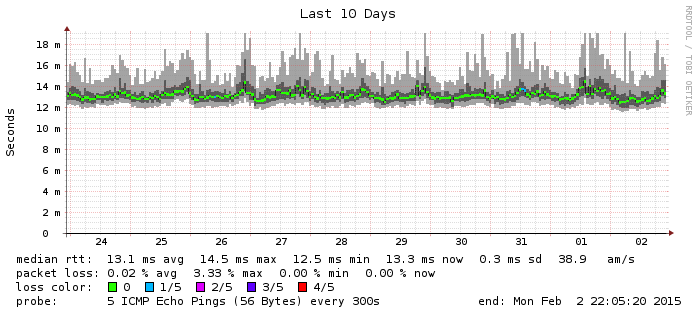 Last 10 Days
RRDTOOL / TOBI OETIKER
Seconds
18 m
16 m
14 m
12 m
10 m
8 m
6 m
4 m
2 m
0
24 25 26 27 28 29 30 31 01 02
median rtt: 13.1 ms avg 14.5 ms max 12.5 ms min 13.3 ms now 0.3 ms sd 38.9 am/s
packet loss: 0.02 % avg 3.33 % max 0.00 % min 0.00 % now
loss color: 0 1/5 2/5 3/5 4/5
probe: 5 ICMP Echo Pings (56 Bytes) every 300s end: Mon Feb 2 22:05:20 2015